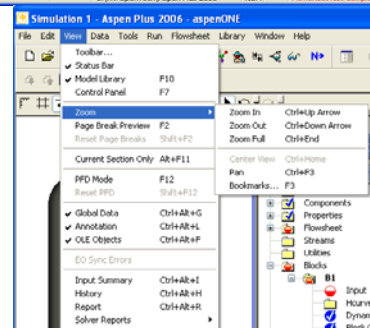 Simulation 1 - Aspen Plus 2006 - aspenONE
File Edit View Data Tools Run Flowsheet Library Window Help
Toolbar...
Status Bar
Model Library F10
Control Panel F7
Zoom
Page Break Preview F2
Reset Page Breaks Shift+F2
Current Section Only Alt+F11
PFD Mode F12
Reset PFD Shift+F12
Global Data Ctrl+Alt+G
Annotation Ctrl+Alt+L
OLE Objects Ctrl+Alt+F
EO Sync Errors
Input Summary Ctrl+Alt+I
History Ctrl+Alt+H
Report Ctrl+Alt+R
Solver Reports
Zoom In Ctrl+Up Arrow
Zoom Out Ctrl+Down Arrow
Zoom Full Ctrl+End
Center View Ctrl+Home
Pan Ctrl+F3
Bookmarks... F3
N
Components
Properties
Flowsheet
Streams
Utilities
Blocks
B1
Input
Hcurve
Dynam